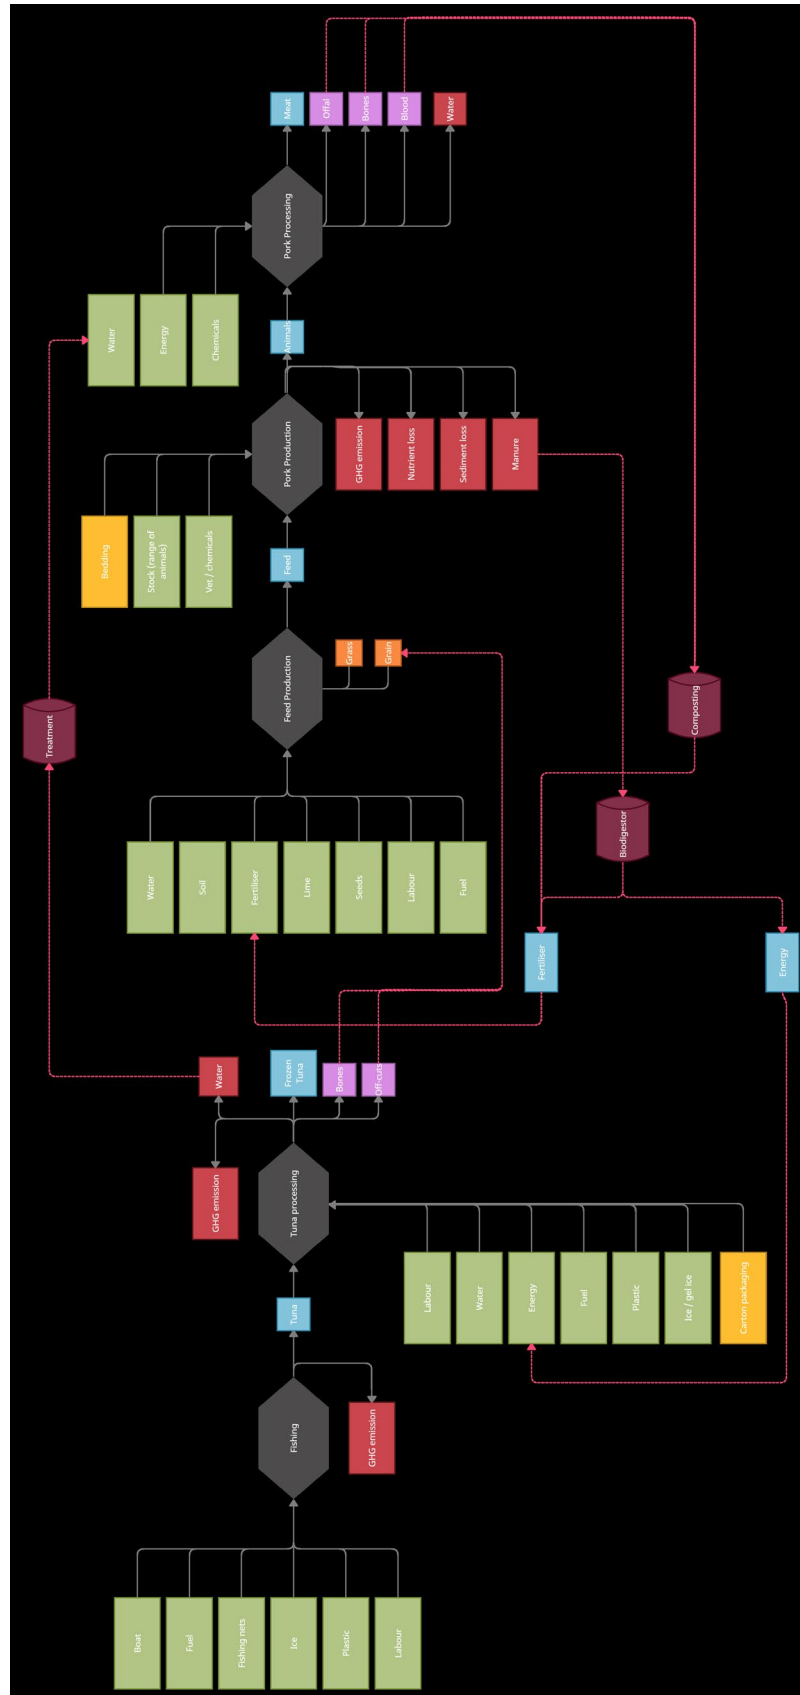 Meat
Offal
Bones
Blood
Water
Pork Processing
Water
Energy
Chemicals
Animals
Pork Production
GHG emission
Nutrient loss
Sediment loss
Manure
Bedding
Stock (range of
animals)
Vet / chemicals
Feed
Feed Production
Grass
Grain
Treatment
Composting
Biodigestor
Water
Soil
Fertiliser
Lime
Seeds
Labour
Fuel
Fertiliser
Energy
Water
Frozen
Tuna
Bones
Off-cuts
GHG emission
Tuna processing
Labour
Water
Energy
Fuel
Plastic
Ice / gel ice
Carton packaging
Tuna
Fishing
GHG emission
Boat
Fuel
Fishing nets
Ice
Plastic
Labour